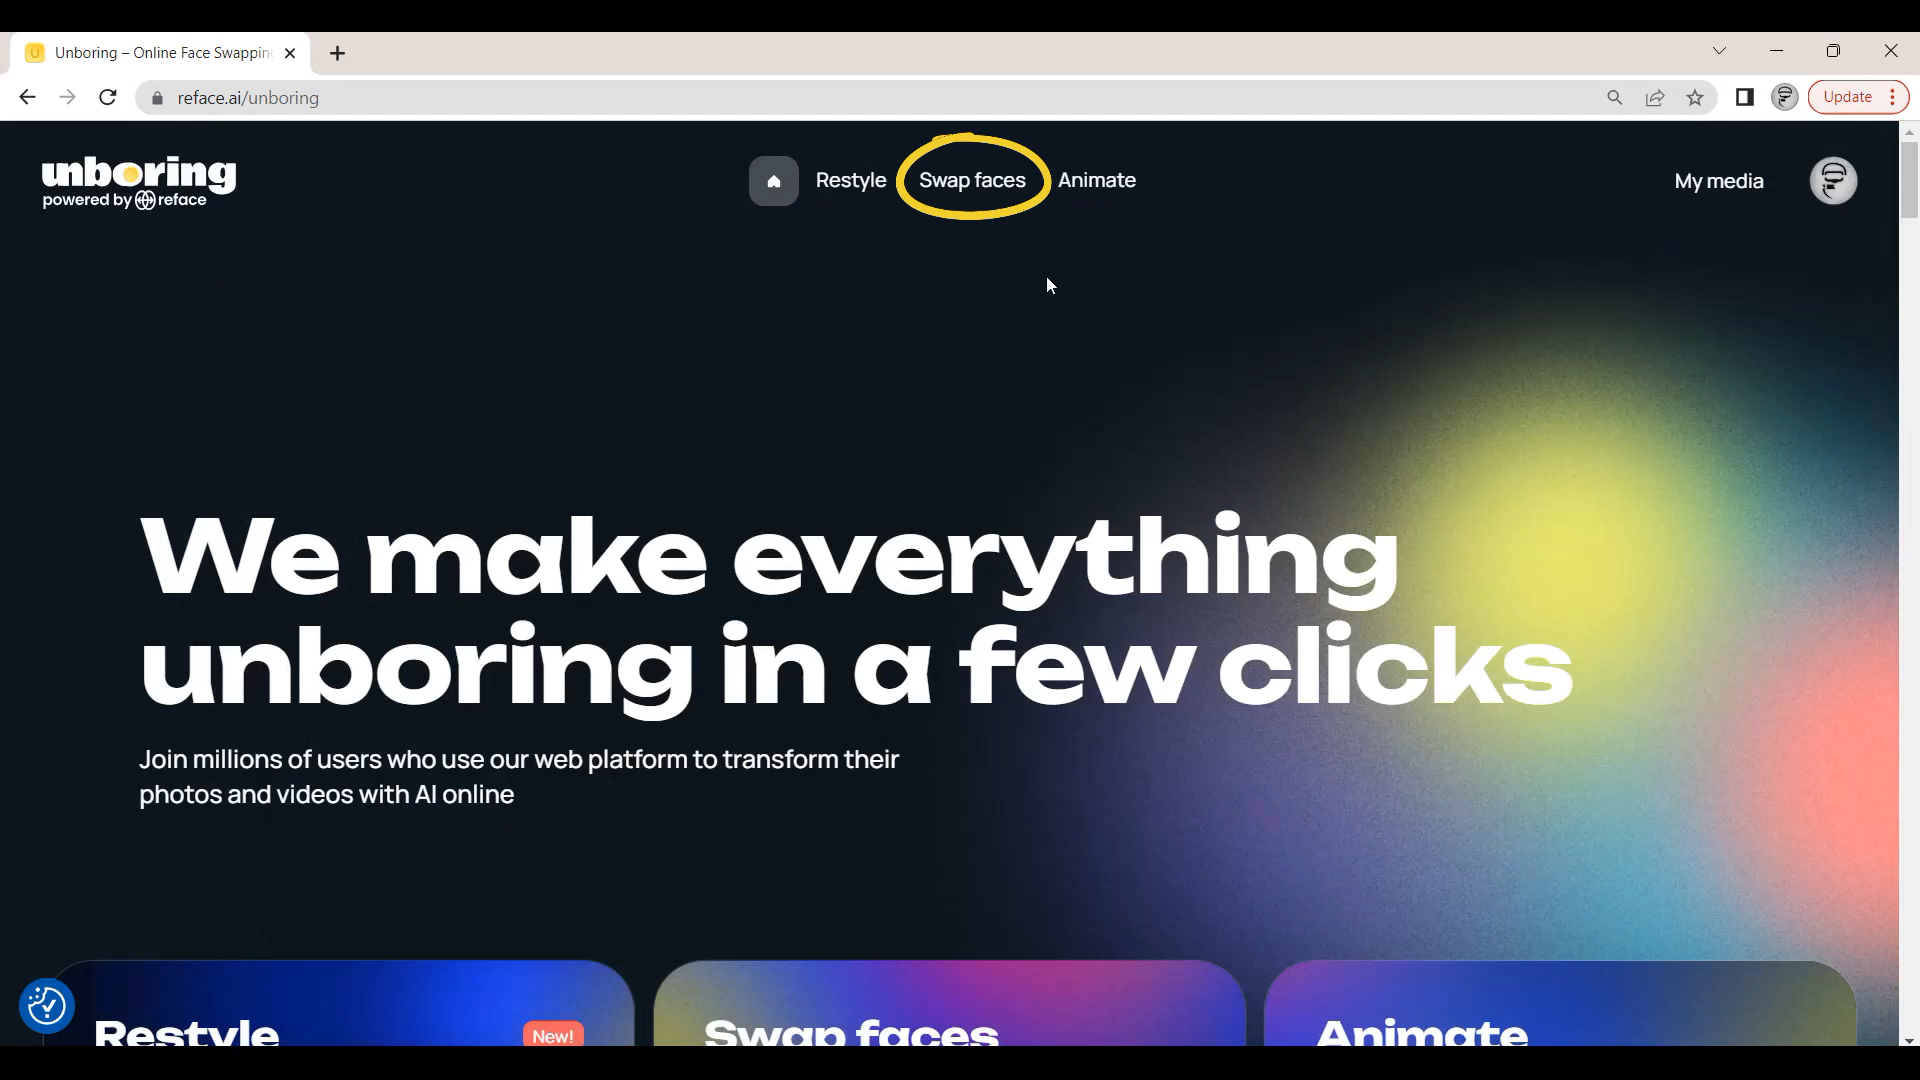 Unboring – Online Face Swapping
reface.ai/unboring
Update
unboring
powered by reface
Restyle
Swap faces
Animate
My media
We make everything
unboring in a few clicks
Join millions of users who use our web platform to transform their
photos and videos with AI online
Restyle
New!
Swap faces
Animate